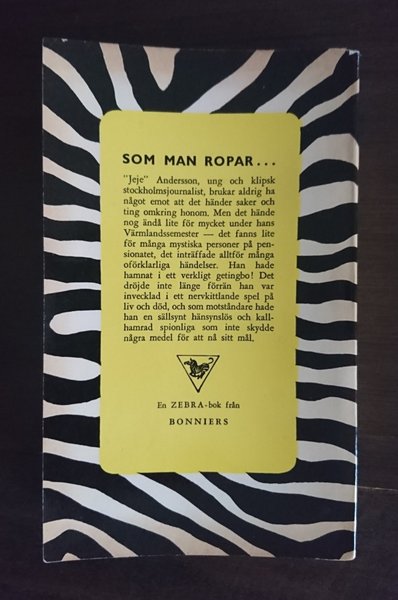 SOM MAN ROPAR...
"Jeje" Andersson, ung och klipsk
stockholmsjournalist, brukar aldrig ha
något emot att det händer saker och
ting omkring honom. Men det hände
nog ändå lite för mycket under hans
Värmlandssemester — det fanns lite
för många mystiska personer på pen-
sionatet, det inträffade alltför många
oförklarliga händelser. Han hade
hamnat i ett verkligt getingbo! Det
dröjde inte länge förrän han var
invecklad i ett nervkittlande spel på
liv och död, och som motståndare hade
han en sällsynt hänsynslös och kall-
hamrad spionliga som inte skydde
några medel för att nå sitt mål.
En ZEBRA-bok från
BONNIERS